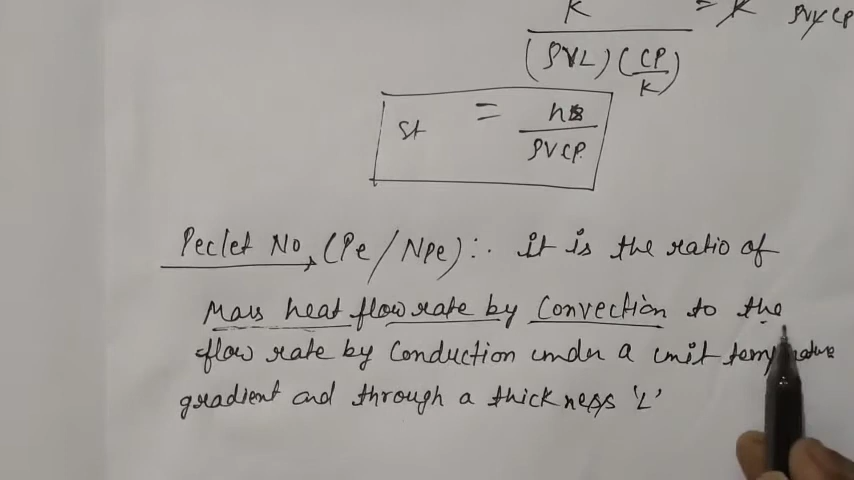 K = K ρVCP
(ρVL) (CP/K)
St = h / ρVCP.
Peclet No, (Pe/NPe):. it is the ratio of
Mass heat flow rate by Convection to the
flow rate by Conduction under a unit temperature
gradient and through a thickness 'L'